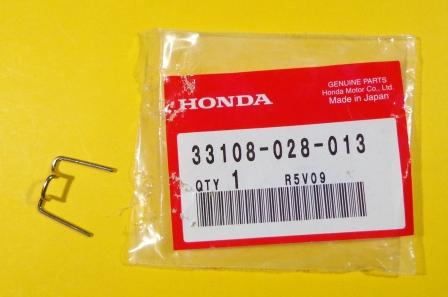 GENUINE PARTS
Honda Motor Co., Ltd.
Made in Japan
HONDA
33108-028-013
QTY 1 R5V09